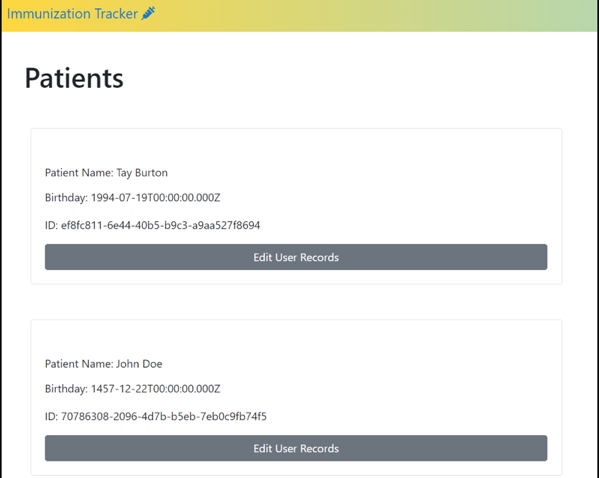 Immunization Tracker
Patients
Patient Name: Tay Burton
Birthday: 1994-07-19T00:00:00.000Z
ID: ef8fc811-6e44-40b5-b9c3-a9aa527f8694
Edit User Records
Patient Name: John Doe
Birthday: 1457-12-22T00:00:00.000Z
ID: 70786308-2096-4d7b-b5eb-7eb0c9fb74f5
Edit User Records